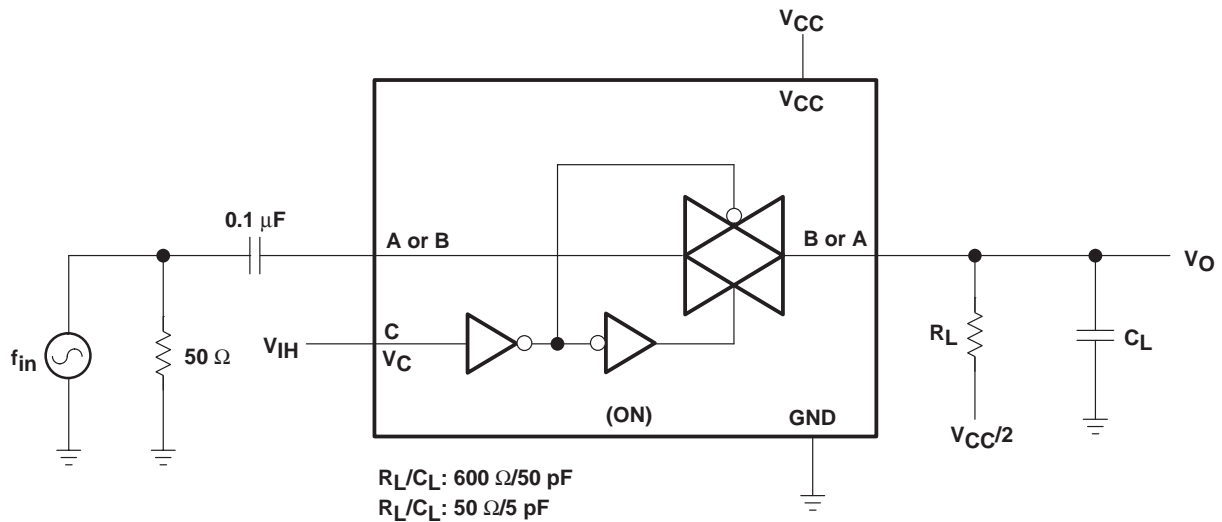 VCC
VCC
0.1 μF
A or B
B or A
VO
fin
50 Ω
VIH
C
VC
RL
CL
(ON)
GND
VCC/2
RL/CL: 600 Ω/50 pF
RL/CL: 50 Ω/5 pF